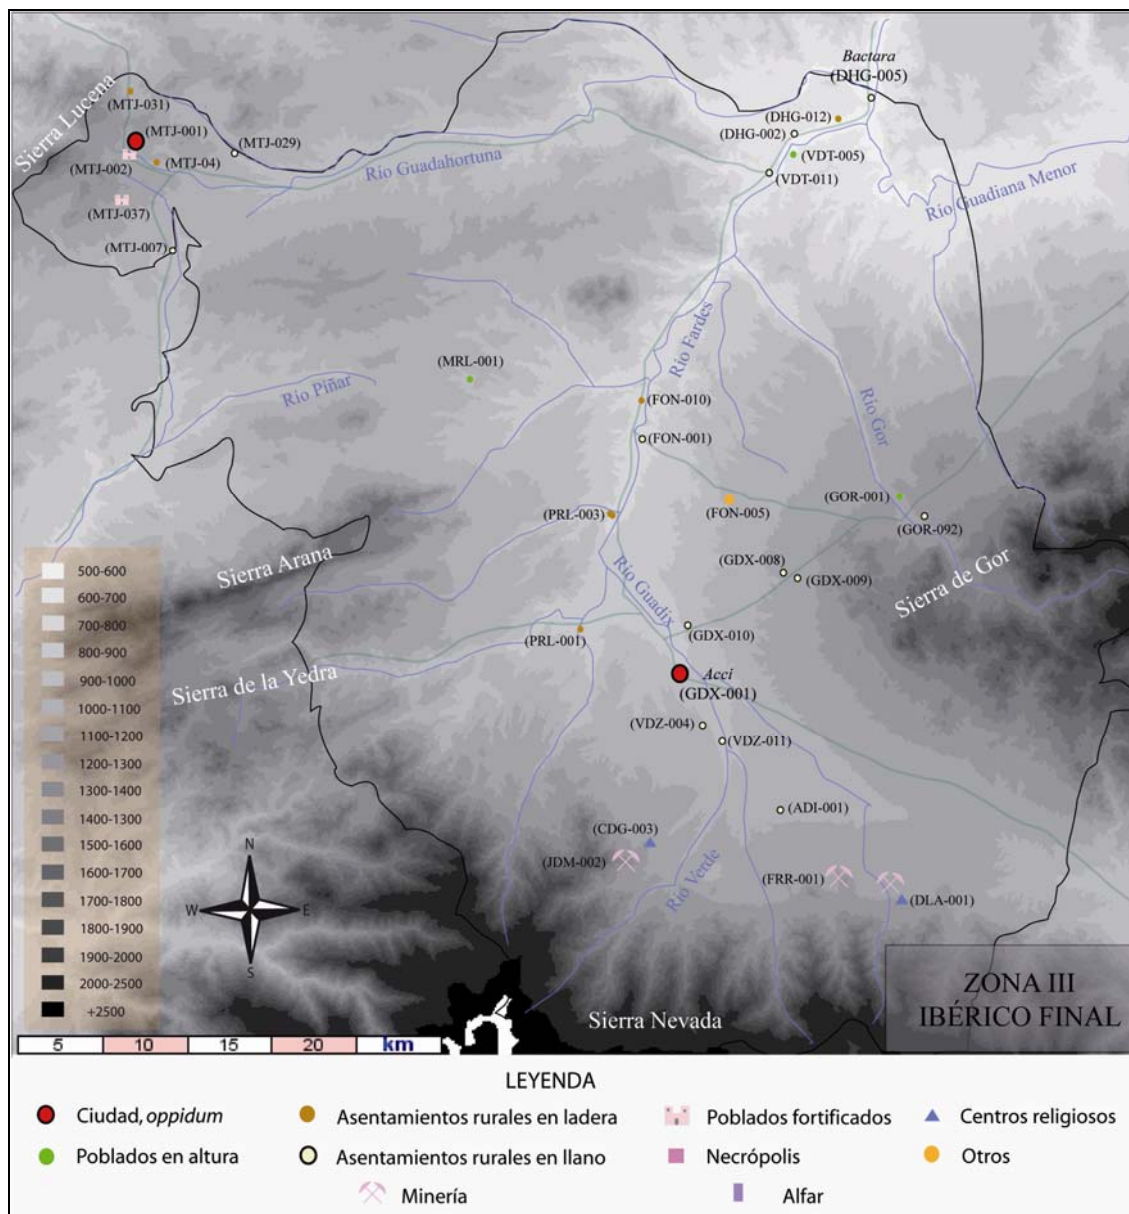 Bactara
(DHG-005)
Sierra Lucena
(MTJ-031)
(DHG-012)
(MTJ-001)
(DHG-002)
(MTJ-029)
(MTJ-002)
(MTJ-04)
(VDT-005)
Río Guadahortuna
(VDT-011)
Río Guadiana Menor
(MTJ-037)
(MTJ-007)
Río Fardes
(MRL-001)
Río Piñar
(FON-010)
Río Gor
(FON-001)
(GOR-001)
(FON-005)
(PRL-003)
(GOR-092)
Sierra Arana
(GDX-008)
(GDX-009)
Sierra de Gor
Río Guadix
(GDX-010)
(PRL-001)
Sierra de la Yedra
Acci
(GDX-001)
(VDZ-004)
(VDZ-011)
(ADI-001)
(CDG-003)
(JDM-002)
Río Verde
(FRR-001)
(DLA-001)
500-600
600-700
700-800
800-900
900-1000
1000-1100
1100-1200
1200-1300
1300-1400
1400-1300
1500-1600
1600-1700
1700-1800
1800-1900
1900-2000
2000-2500
+2500
N
W
E
S
Sierra Nevada
ZONA III
IBÉRICO FINAL
5 10 15 20 km
LEYENDA
Ciudad, oppidum
Asentamientos rurales en ladera
Poblados fortificados
Centros religiosos
Poblados en altura
Asentamientos rurales en llano
Necrópolis
Otros
Minería
Alfar